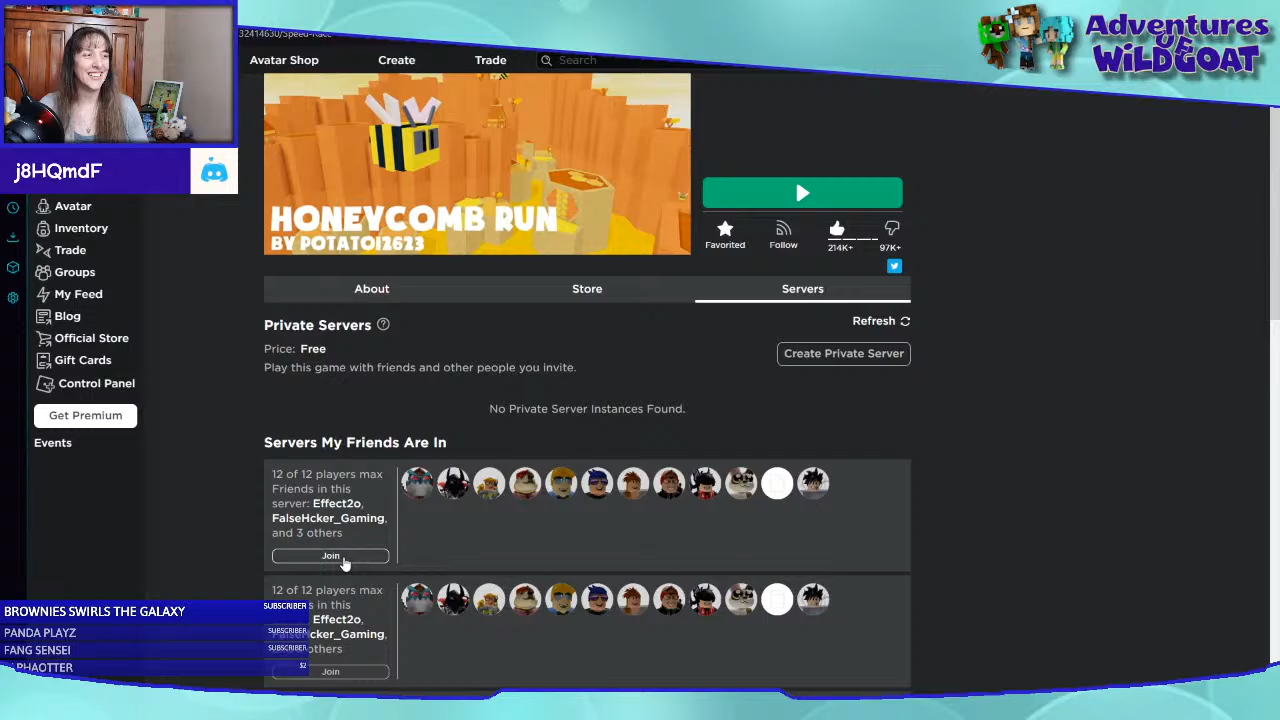 32414630/Speed-Race
Adventures
OF
WiLDGOAT
Avatar Shop
Create
Trade
Search
j8HQmdF
HONEYCOMB RUN
BY POTATO12623
Favorited
Follow
214K+
97K+
Avatar
Inventory
Trade
Groups
My Feed
Blog
Official Store
Gift Cards
Control Panel
Get Premium
Events
About
Store
Servers
Private Servers
Refresh
Price: Free
Create Private Server
Play this game with friends and other people you invite.
No Private Server Instances Found.
Servers My Friends Are In
12 of 12 players max
Friends in this
server: Effect2o,
FalseHcker_Gaming,
and 3 others
Join
12 of 12 players max
s in this
Effect2o,
Hcker_Gaming,
others
Join
BROWNIES SWIRLS THE GALAXY
SUBSCRIBER
PANDA PLAYZ
SUBSCRIBER
FANG SENSEI
SUBSCRIBER
APHAOTTER
$2